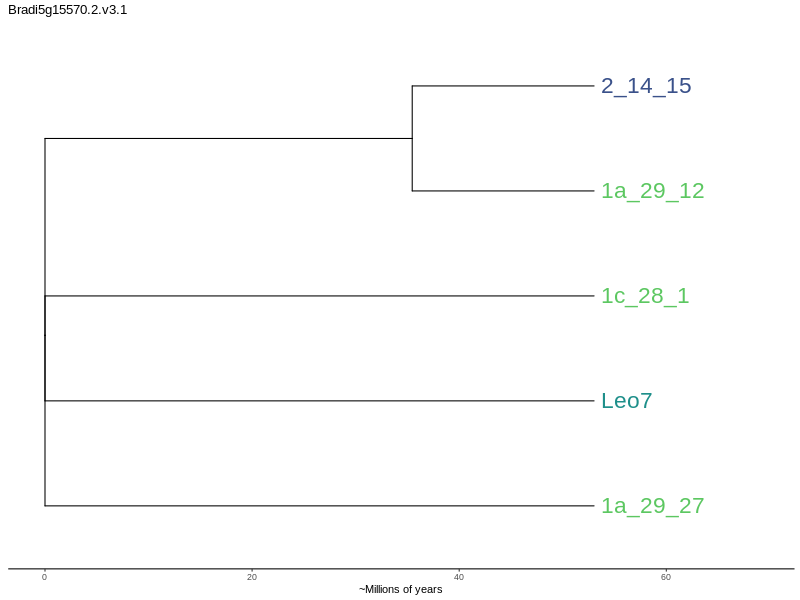 Bradi5g15570.2.v3.1
2_14_15
1a_29_12
1c_28_1
Leo7
1a_29_27
0 20 40 60
~Millions of years